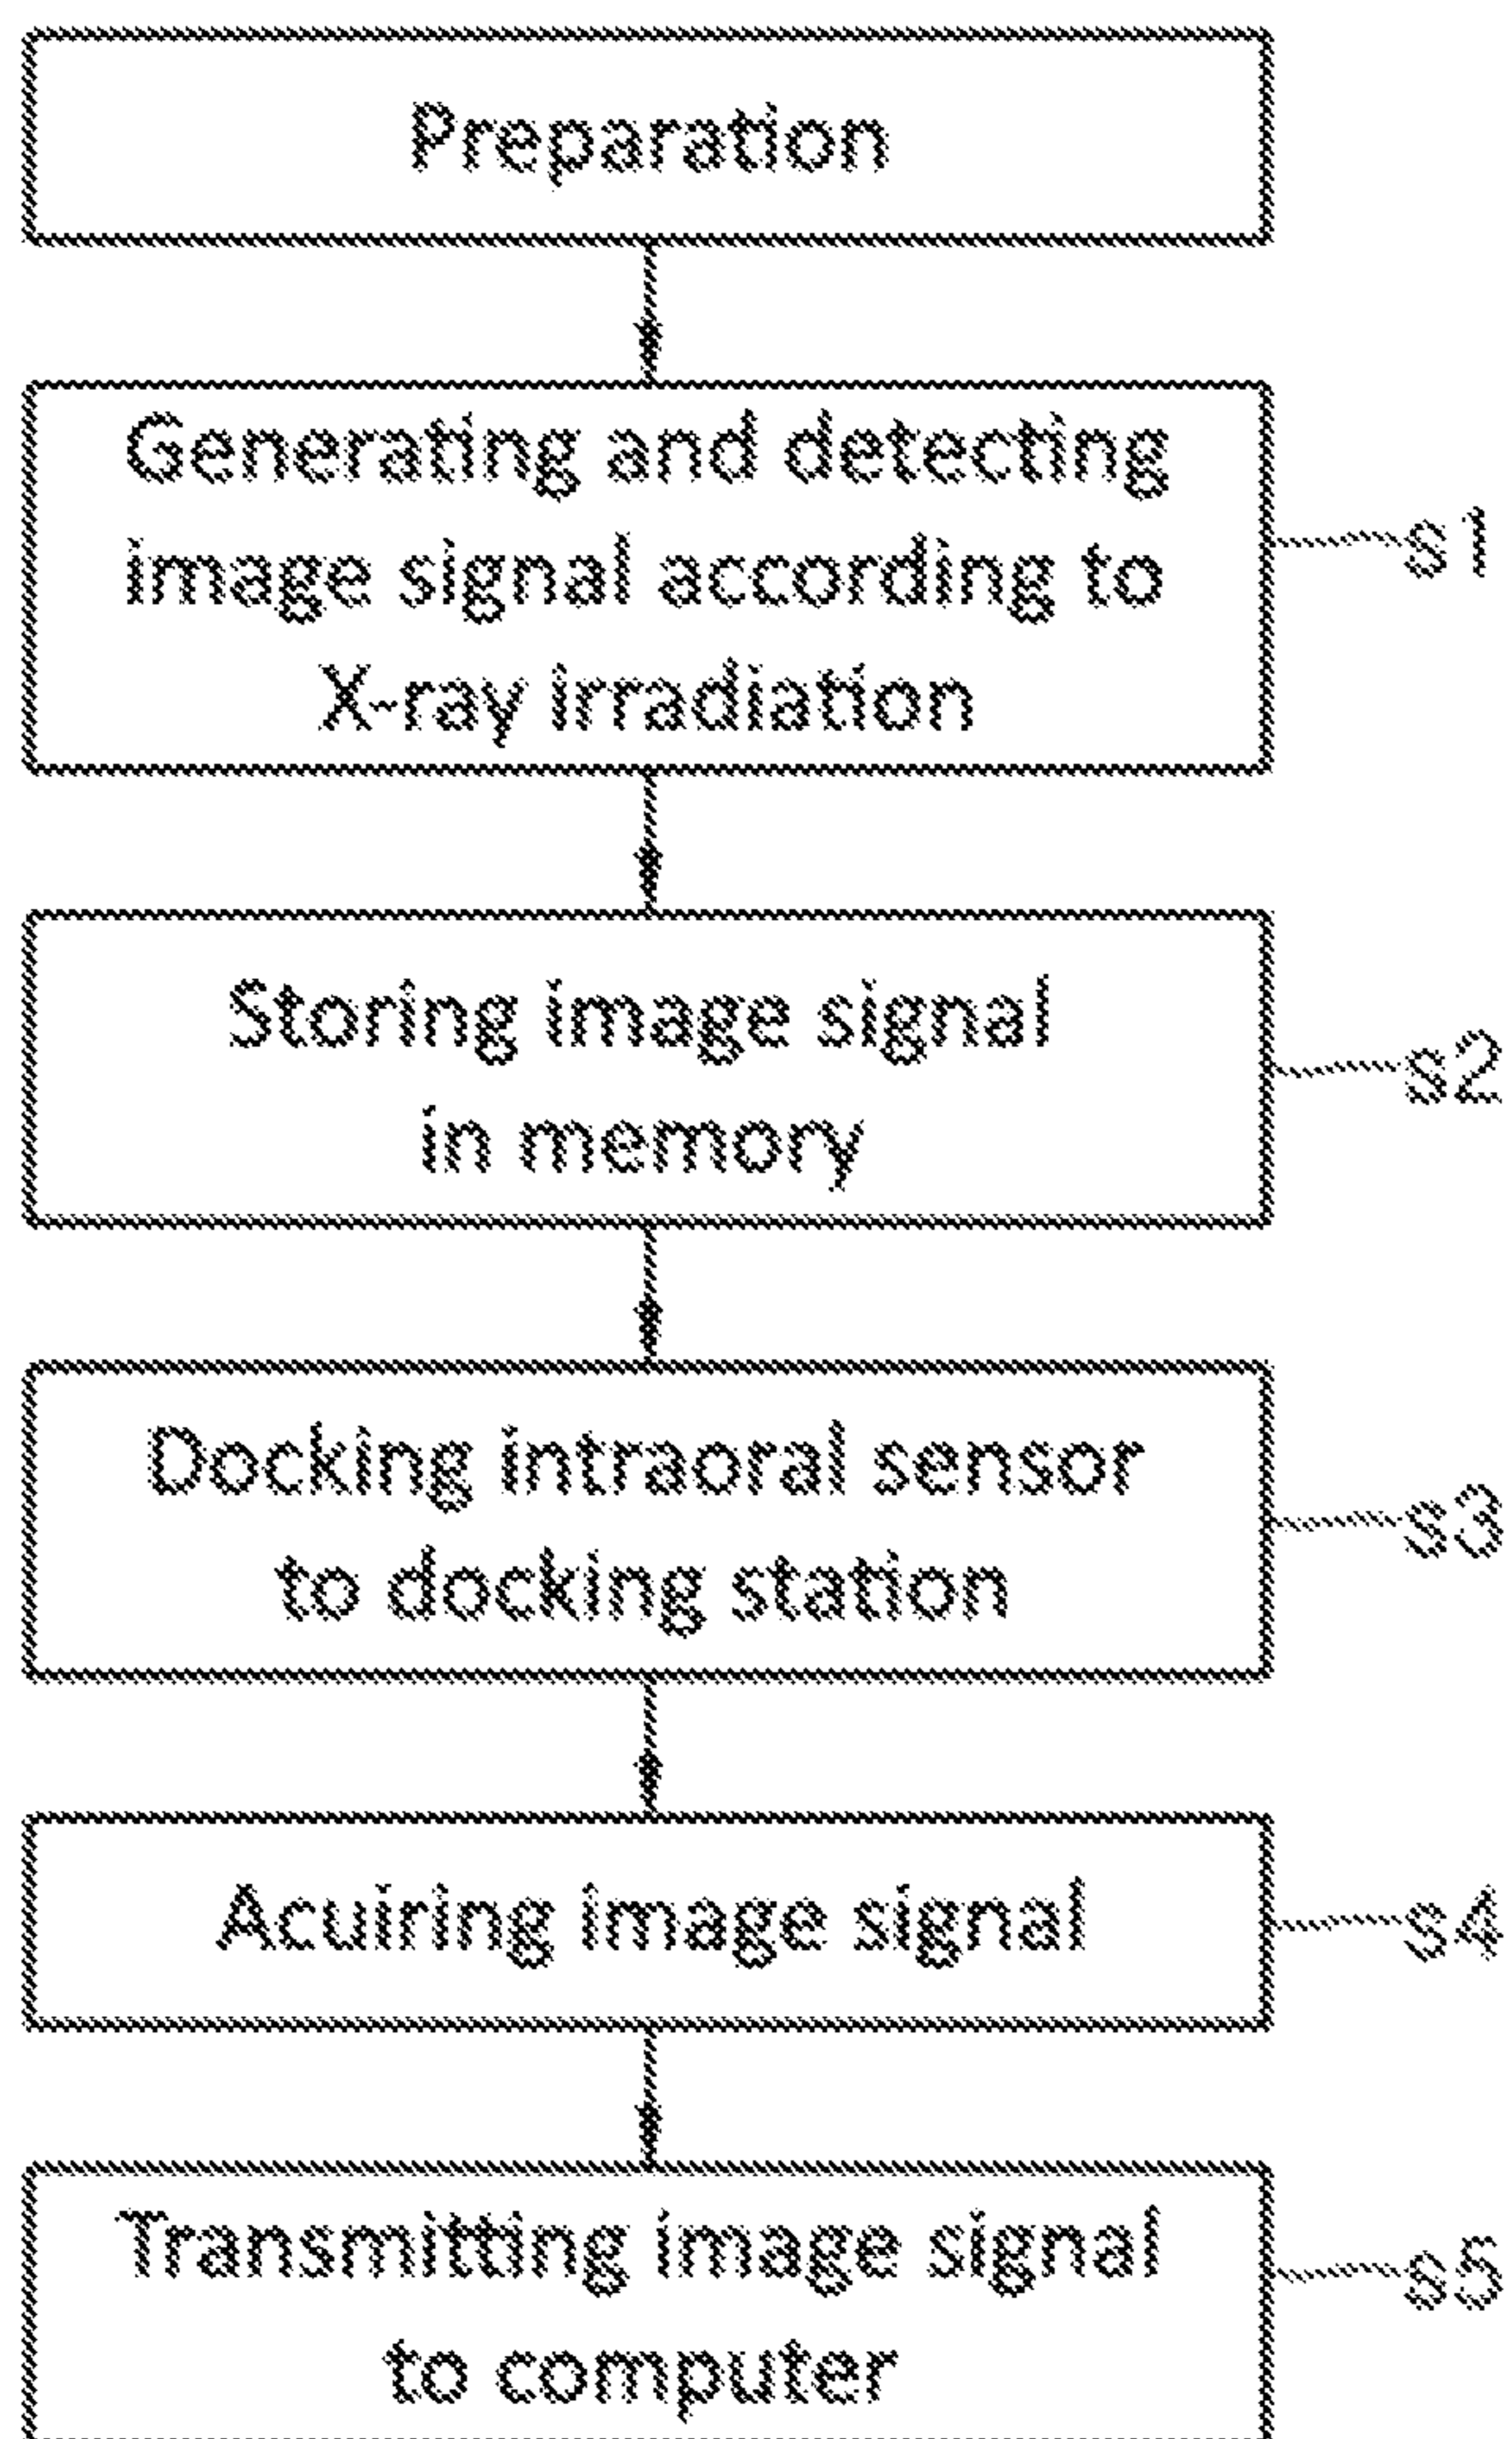 Preparation
Generating and detecting
image signal according to
X-ray irradiation
s1
Storing image signal
in memory
s2
Docking intraoral sensor
to docking station
s3
Acuiring image signal
s4
Transmitting image signal
to computer
s5